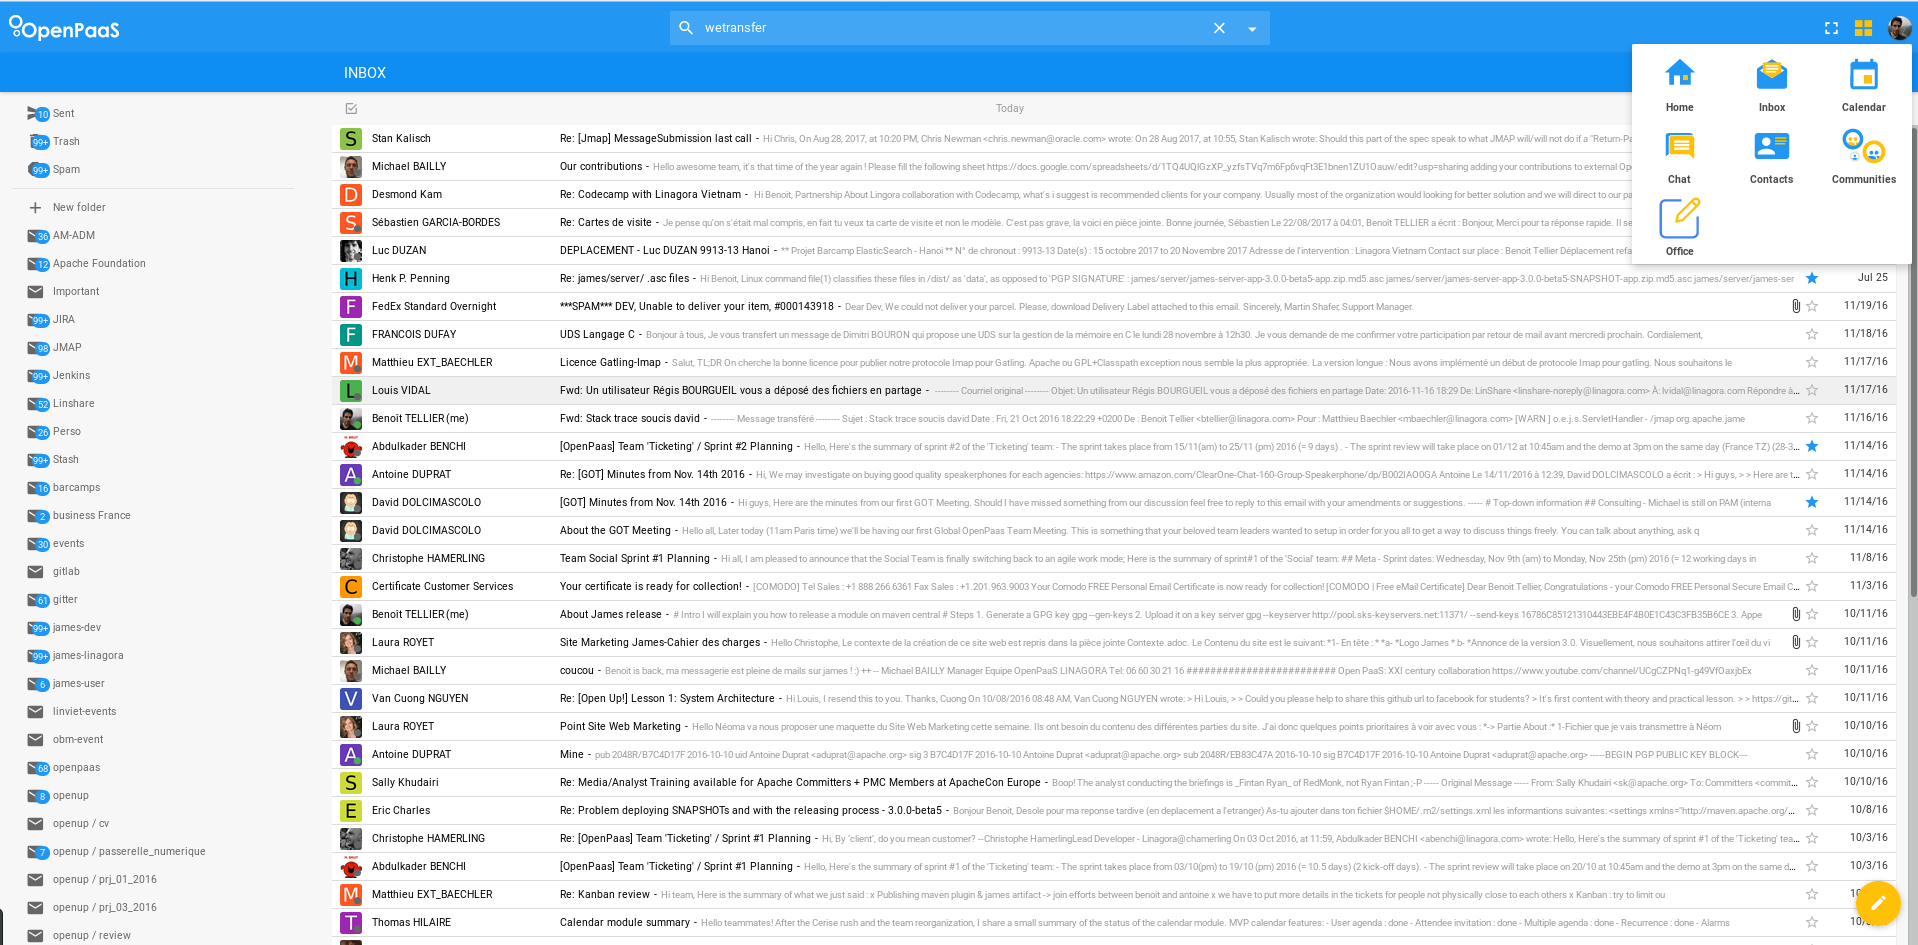 OpenPaaS
wetransfer
INBOX
Home
Inbox
Calendar
Chat
Contacts
Communities
Office
10 Sent
99+ Trash
99+ Spam
New folder
36 AM-ADM
12 Apache Foundation
Important
99+ JIRA
98 JMAP
99+ Jenkins
52 Linshare
26 Perso
99+ Stash
16 barcamps
2 business France
30 events
gitlab
61 gitter
99+ james-dev
99+ james-linagora
6 james-user
linviet-events
obm-event
68 openpaas
8 openup
openup / cv
7 openup / passerelle_numerique
openup / prj_01_2016
openup / prj_03_2016
openup / review
Today
S Stan Kalisch Re: [Jmap] MessageSubmission last call - Hi Chris, On Aug 28, 2017, at 10:20 PM, Chris Newman <chris.newman@oracle.com> wrote: On 28 Aug 2017, at 10:55, Stan Kalisch wrote: Should this part of the spec speak to what JMAP will/will not do if a "Return-Pa
Michael BAILLY Our contributions - Hello awesome team, it's that time of the year again ! Please fill the following sheet https://docs.google.com/spreadsheets/d/1TQ4UQIGzXP_yzfsTVq7m6Fp6vqFt3E1bnen1ZU1Oauw/edit?usp=sharing adding your contributions to external Op
D Desmond Kam Re: Codecamp with Linagora Vietnam - Hi Benoit, Partnership About Lingora collaboration with Codecamp, what's i suggest is recommended clients for your company. Usually most of the organization would looking for better solution and we will direct to our pa
S Sébastien GARCIA-BORDES Re: Cartes de visite - Je pense qu'on s'était mal compris, en fait tu veux ta carte de visite et non le modèle. C'est pas grave, la voici en pièce jointe. Bonne journée, Sébastien Le 22/08/2017 à 04:01, Benoît TELLIER a écrit : Bonjour, Merci pour ta réponse rapide. Il se
Luc DUZAN DEPLACEMENT - Luc DUZAN 9913-13 Hanoi - ** Projet Barcamp ElasticSearch - Hanoi ** N° de chronout : 9913-13 Date(s) : 15 octobre 2017 to 20 Novembre 2017 Adresse de l'intervention : Linagora Vietnam Contact sur place : Benoit Tellier Déplacement refa
H Henk P. Penning Re: james/server/ .asc files - Hi Benoit, Linux command file(1) classifies these files in /dist/ as 'data', as opposed to 'PGP SIGNATURE' : james/server/james-server-app-3.0.0-beta5-app.zip.md5.asc james/server/james-server-app-3.0.0-beta5-SNAPSHOT-app.zip.md5.asc james/server/james-ser Jul 25
F FedEx Standard Overnight ***SPAM*** DEV, Unable to deliver your item, #000143918 - Dear Dev, We could not deliver your parcel. Please, download Delivery Label attached to this email. Sincerely, Martin Shafer, Support Manager. 11/19/16
F FRANCOIS DUFAY UDS Langage C - Bonjour à tous, Je vous transfert un message de Dimitri BOURON qui propose une UDS sur la gestion de la mémoire en C le lundi 28 novembre à 12h30. Je vous demande de me confirmer votre participation par retour de mail avant mercredi prochain. Cordialement, 11/18/16
M Matthieu EXT_BAECHLER Licence Gatling-Imap - Salut, TL;DR On cherche la bonne licence pour publier notre protocole Imap pour Gatling. Apache ou GPL+Classpath exception nous semble la plus appropriée. La version longue : Nous avons implémenté un début de protocole Imap pour gatling. Nous souhaitons le 11/17/16
L Louis VIDAL Fwd: Un utilisateur Régis BOURGUEIL vous a déposé des fichiers en partage - -------- Courriel original -------- Objet: Un utilisateur Régis BOURGUEIL vous a déposé des fichiers en partage Date: 2016-11-16 18:29 De: LinShare <linshare-noreply@linagora.com> À: lvidal@linagora.com Répondre à... 11/17/16
Benoît TELLIER (me) Fwd: Stack trace soucis david - -------- Message transféré -------- Sujet : Stack trace soucis david Date : Fri, 21 Oct 2016 18:22:29 +0200 De : Benoit Tellier <btellier@linagora.com> Pour : Matthieu Baechler <mbaechler@linagora.com> [WARN ] o.e.j.s.ServletHandler - /jmap org.apache.jame 11/16/16
Abdulkader BENCHI [OpenPaas] Team 'Ticketing' / Sprint #2 Planning - Hello, Here's the summary of sprint #2 of the 'Ticketing' team: - The sprint takes place from 15/11(am) to 25/11 (pm) 2016 (= 9 days) . - The sprint review will take place on 01/12 at 10:45am and the demo at 3pm on the same day (France TZ) (28-3... 11/14/16
A Antoine DUPRAT Re: [GOT] Minutes from Nov. 14th 2016 - Hi, We may investigate on buying good quality speakerphones for each agencies: https://www.amazon.com/ClearOne-Chat-160-Group-Speakerphone/dp/B002IAO0GA Antoine Le 14/11/2016 à 12:39, David DOLCIMASCOLO a écrit : > Hi guys, > > Here are t... 11/14/16
David DOLCIMASCOLO [GOT] Minutes from Nov. 14th 2016 - Hi guys, Here are the minutes from our first GOT Meeting. Should I have missed something from our discussion feel free to reply to this email with your amendments or suggestions. ----- # Top-down information ## Consulting - Michael is still on PAM (interna 11/14/16
David DOLCIMASCOLO About the GOT Meeting - Hello all, Later today (11am Paris time) we'll be having our first Global OpenPaas Team Meeting. This is something that your beloved team leaders wanted to setup in order for you all to get a way to discuss things freely. You can talk about anything, ask q 11/14/16
Christophe HAMERLING Team Social Sprint #1 Planning - Hi all, I am pleased to announce that the Social Team is finally switching back to an agile work mode; Here is the summary of sprint#1 of the 'Social' team: ## Meta - Sprint dates: Wednesday, Nov 9th (am) to Monday, Nov 25th (pm) 2016 (= 12 working days in 11/8/16
C Certificate Customer Services Your certificate is ready for collection! - [COMODO] Tel Sales : +1 888 266 6361 Fax Sales : +1.201.963.9003 Your Comodo FREE Personal Email Certificate is now ready for collection! [COMODO | Free eMail Certificate] Dear Benoit Tellier, Congratulations - your Comodo FREE Personal Secure Email C... 11/3/16
Benoît TELLIER (me) About James release - # Intro I will explain you how to release a module on maven central # Steps 1. Generate a GPG key gpg --gen-keys 2. Upload it on a key server gpg --keyserver http://pool.sks-keyservers.net:11371/ --send-keys 16786C85121310443EBE4F4B0E1C43C3FB35B6CE 3. Appe 10/11/16
Laura ROYET Site Marketing James-Cahier des charges - Hello Christophe, Le contexte de la création de ce site web est repris dans la pièce jointe Contexte.adoc. Le Contenu du site est le suivant: *1- En tête : * *a- *Logo James * b- *Annonce de la version 3.0. Visuellement, nous souhaitons attirer l'œil du vi 10/11/16
Michael BAILLY coucou - Benoit is back, ma messagerie est pleine de mails sur james ! :) ++ -- Michael BAILLY Manager Equipe OpenPaaS LINAGORA Tel: 06 60 30 21 16 ######################### Open PaaS: XXI century collaboration https://www.youtube.com/channel/UCgCZPNq1-g49VfOaxjbEx 10/11/16
V Van Cuong NGUYEN Re: [Open Up!] Lesson 1: System Architecture - Hi Louis, I resend this to you. Thanks, Cuong On 10/08/2016 08:48 AM, Van Cuong NGUYEN wrote: > Hi Louis, > > Could you please help to share this github url to facebook for students? > It's first content with theory and practical lesson. > > https://git... 10/11/16
Laura ROYET Point Site Web Marketing - Hello Néoma va nous proposer une maquette du Site Web Marketing cette semaine. Ils ont besoin du contenu des différentes parties du site. J'ai donc quelques points prioritaires à voir avec vous : *-> Partie About :* 1-Fichier que je vais transmettre à Néom 10/10/16
A Antoine DUPRAT Mine - pub 2048R/B7C4D17F 2016-10-10 uid Antoine Duprat <aduprat@apache.org> sig 3 B7C4D17F 2016-10-10 Antoine Duprat <aduprat@apache.org> sub 2048R/EB83C47A 2016-10-10 sig B7C4D17F 2016-10-10 Antoine Duprat <aduprat@apache.org> -----BEGIN PGP PUBLIC KEY BLOCK--- 10/10/16
S Sally Khudairi Re: Media/Analyst Training available for Apache Committers + PMC Members at ApacheCon Europe - Boop! The analyst conducting the briefings is _Fintan Ryan_ of RedMonk, not Ryan Fintan ;-P ----- Original Message ----- From: Sally Khudairi <sk@apache.org> To: Committers <commit... 10/10/16
E Eric Charles Re: Problem deploying SNAPSHOTs and with the releasing process - 3.0.0-beta5 - Bonjour Benoit, Desole pour ma reponse tardive (en deplacement a l'etranger) As-tu ajouter dans ton fichier $HOME/.m2/settings.xml les informantions suivantes: <settings xmlns="http://maven.apache.org/... 10/8/16
Christophe HAMERLING Re: [OpenPaas] Team 'Ticketing' / Sprint #1 Planning - Hi, By 'client', do you mean customer? --Christophe HamerlingLead Developer - Linagora@chamerling On 03 Oct 2016, at 11:59, Abdulkader BENCHI <abenchi@linagora.com> wrote: Hello, Here's the summary of sprint #1 of the 'Ticketing' tea... 10/3/16
Abdulkader BENCHI [OpenPaas] Team 'Ticketing' / Sprint #1 Planning - Hello, Here's the summary of sprint #1 of the 'Ticketing' team: - The sprint takes place from 03/10(pm) to 19/10 (pm) 2016 (= 10.5 days) (2 kick-off days). - The sprint review will take place on 20/10 at 10:45am and the demo at 3pm on the same d... 10/3/16
M Matthieu EXT_BAECHLER Re: Kanban review - Hi team, Here is the summary of what we just said : x Publishing maven plugin & james artifact -> join efforts between benoit and antoine x we have to put more details in the tickets for people not physically close to each others x Kanban : try to limit ou
T Thomas HILAIRE Calendar module summary - Hello teammates! After the Cerise rush and the team reorganization, I share a small summary of the status of the calendar module. MVP calendar features: - User agenda : done - Attendee invitation : done - Multiple agenda : done - Recurrence : done - Alarms